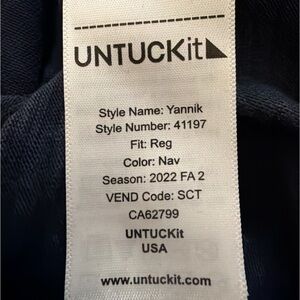 UNTUCKit
Style Name: Yannik
Style Number: 41197
Fit: Reg
Color: Nav
Season: 2022 FA 2
VEND Code: SCT
CA62799
UNTUCKit
USA
www.untuckit.com